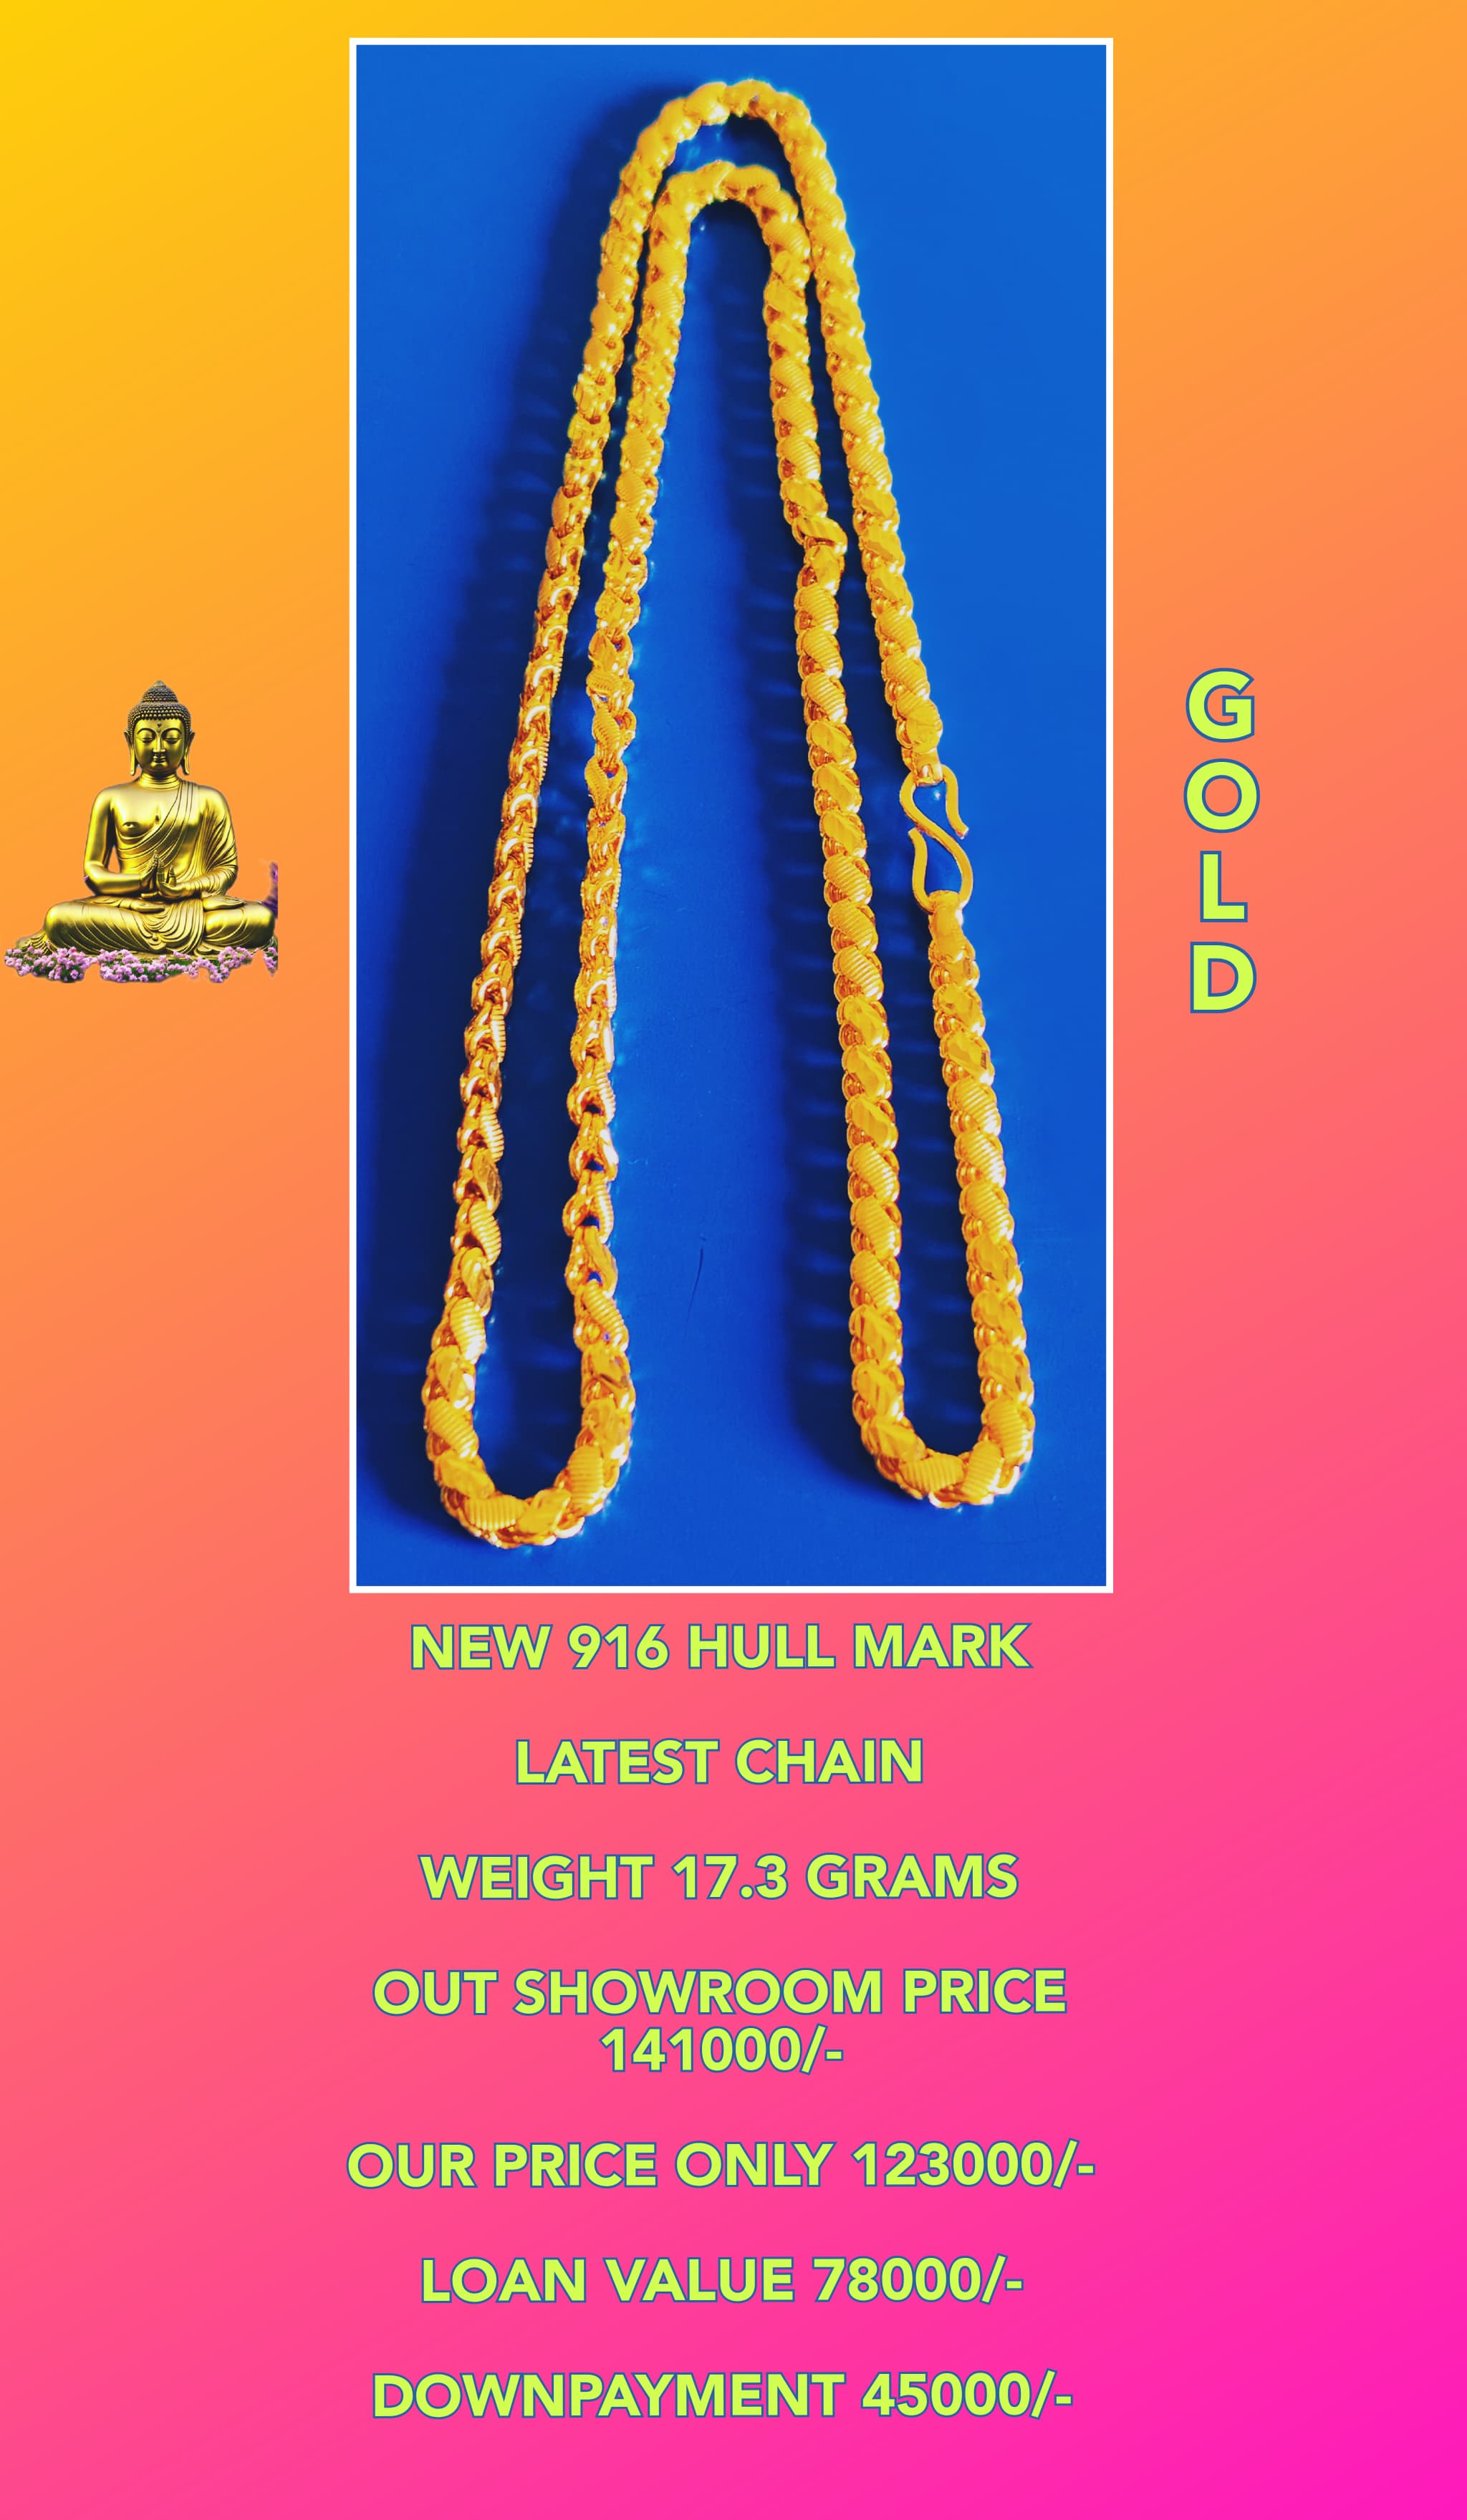 G
O
L
D
NEW 916 HULL MARK
LATEST CHAIN
WEIGHT 17.3 GRAMS
OUT SHOWROOM PRICE
141000/-
OUR PRICE ONLY 123000/-
LOAN VALUE 78000/-
DOWNPAYMENT 45000/-